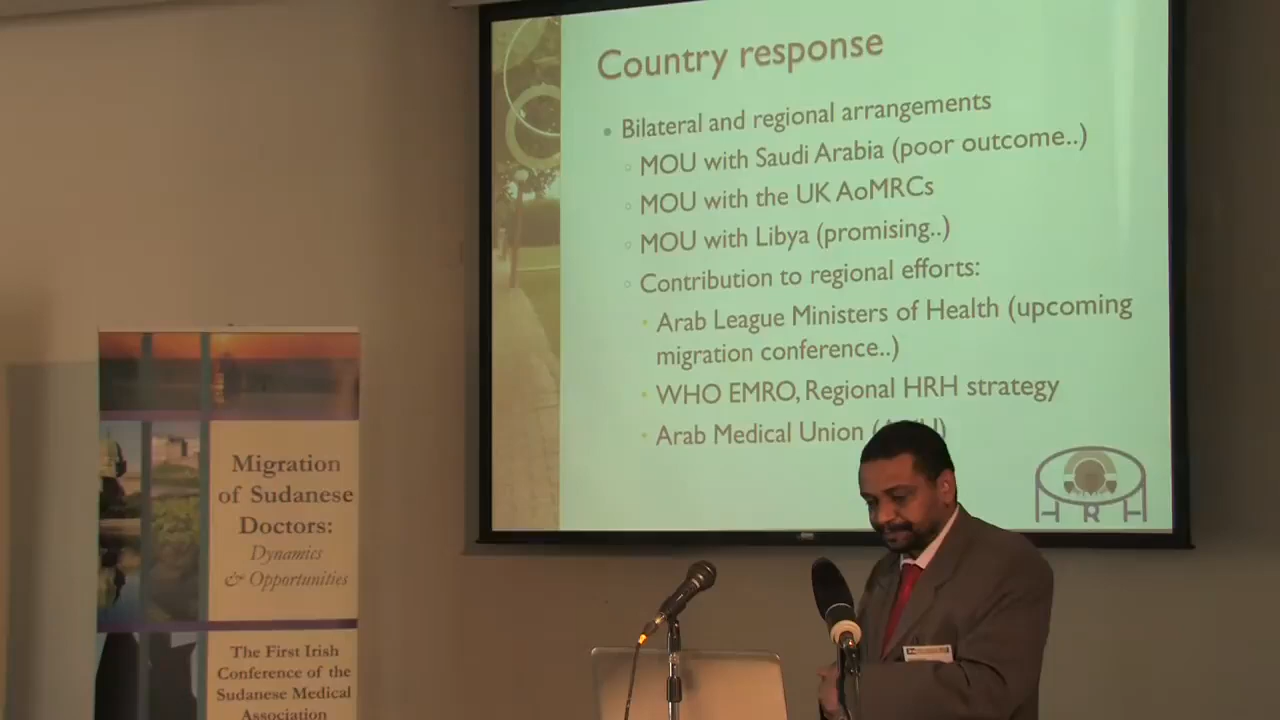 Country response
Bilateral and regional arrangements
MOU with Saudi Arabia (poor outcome..)
MOU with the UK AoMRCs
MOU with Libya (promising..)
Contribution to regional efforts:
Arab League Ministers of Health (upcoming
migration conference..)
WHO EMRO, Regional HRH strategy
Arab Medical Union
H R H
Migration
of Sudanese
Doctors:
Dynamics
& Opportunities
The First Irish
Conference of the
Sudanese Medical
Association